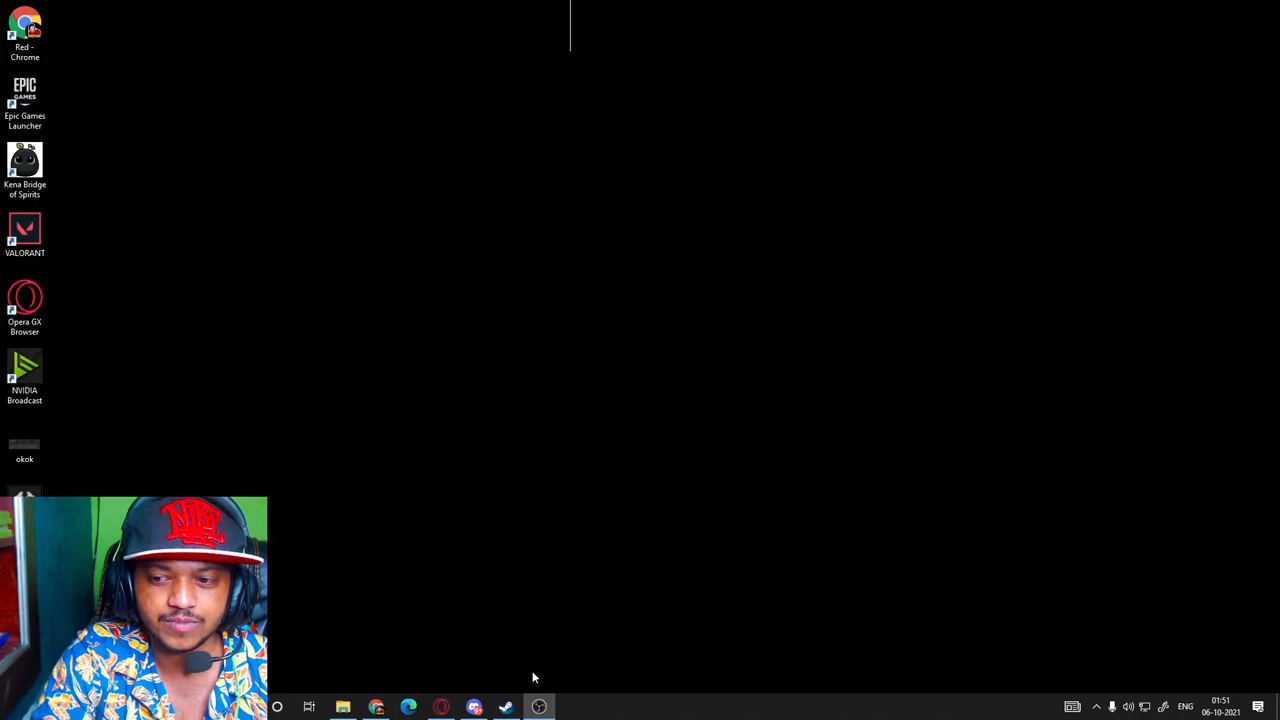 Red -
Chrome
EPIC
GAMES
Epic Games
Launcher
Kena Bridge
of Spirits
VALORANT
Opera GX
Browser
NVIDIA
Broadcast
okok
ENG
01:51
06-10-2021